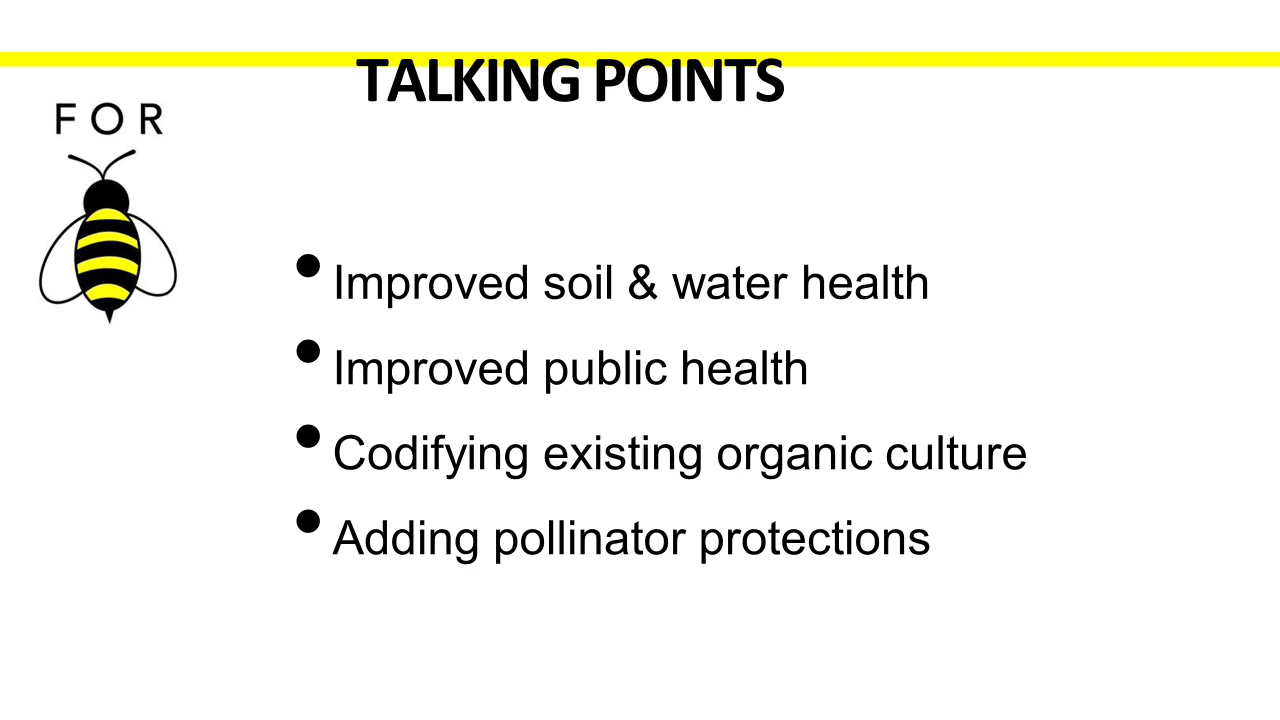 TALKING POINTS
FOR
• Improved soil & water health
• Improved public health
• Codifying existing organic culture
• Adding pollinator protections